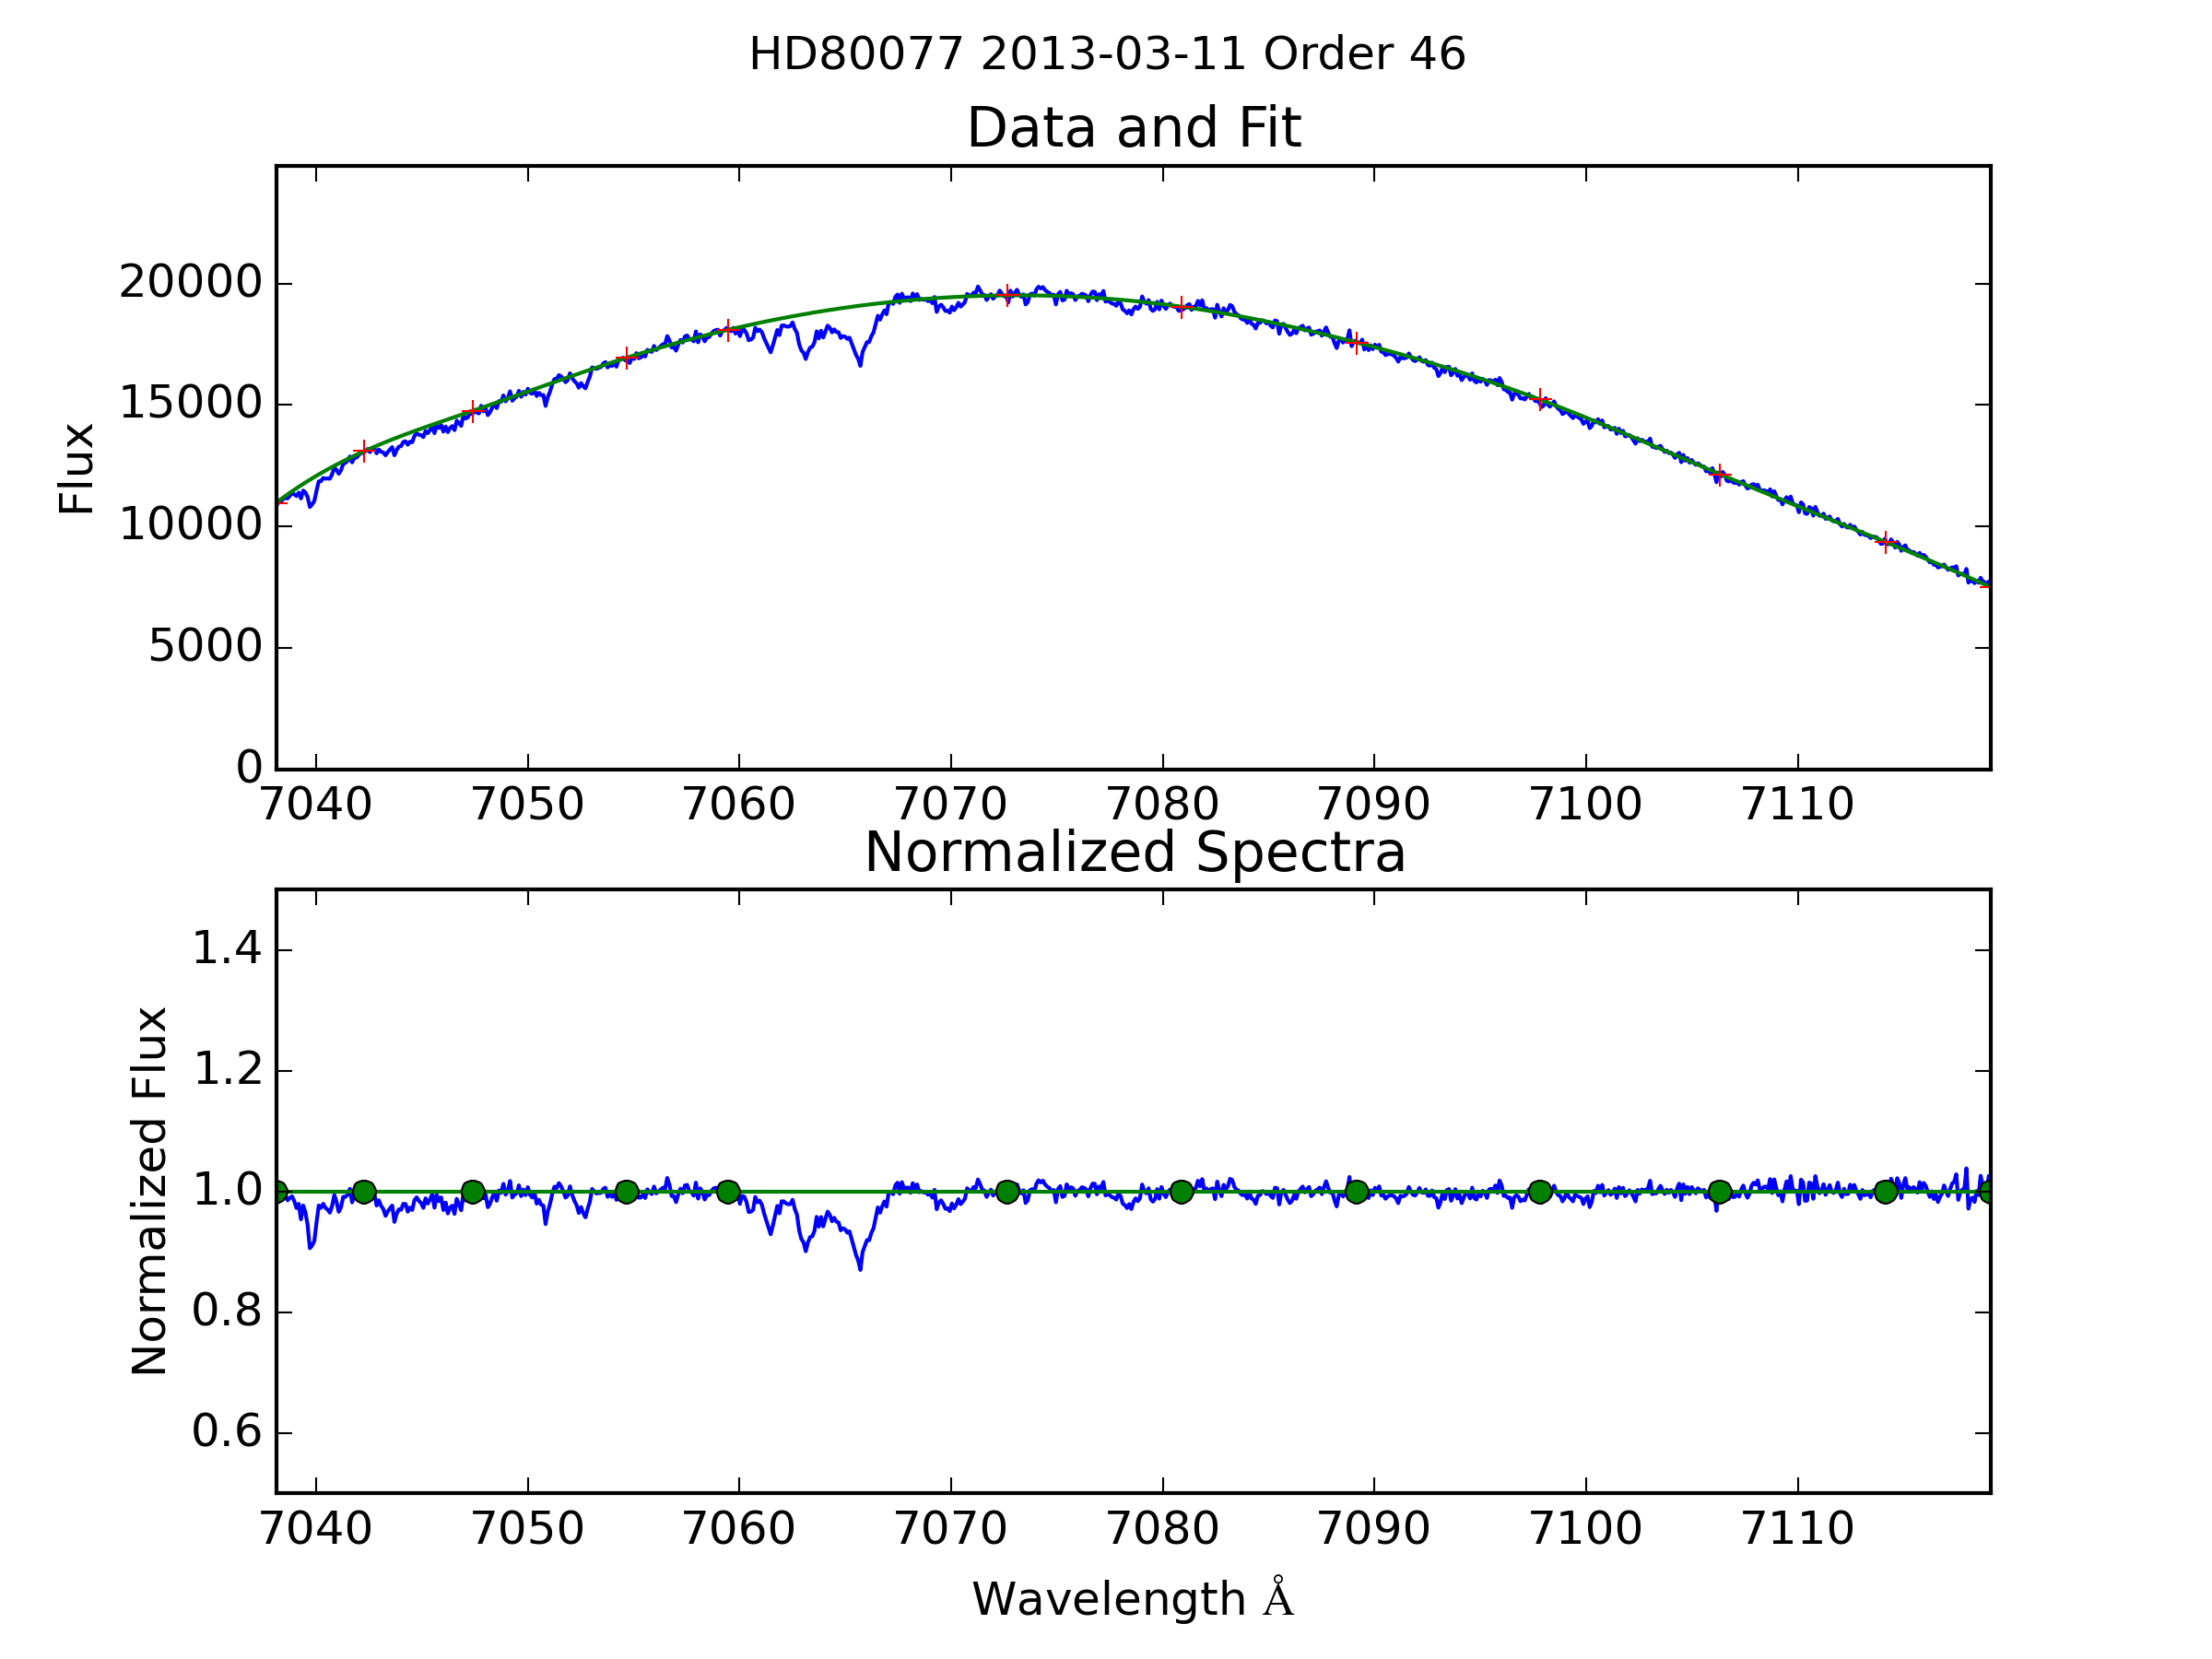 HD80077 2013-03-11 Order 46
Data and Fit
Flux
20000
15000
10000
5000
0
7040 7050 7060 7070 7080 7090 7100 7110
Normalized Spectra
Normalized Flux
1.4
1.2
1.0
0.8
0.6
7040 7050 7060 7070 7080 7090 7100 7110
Wavelength Å